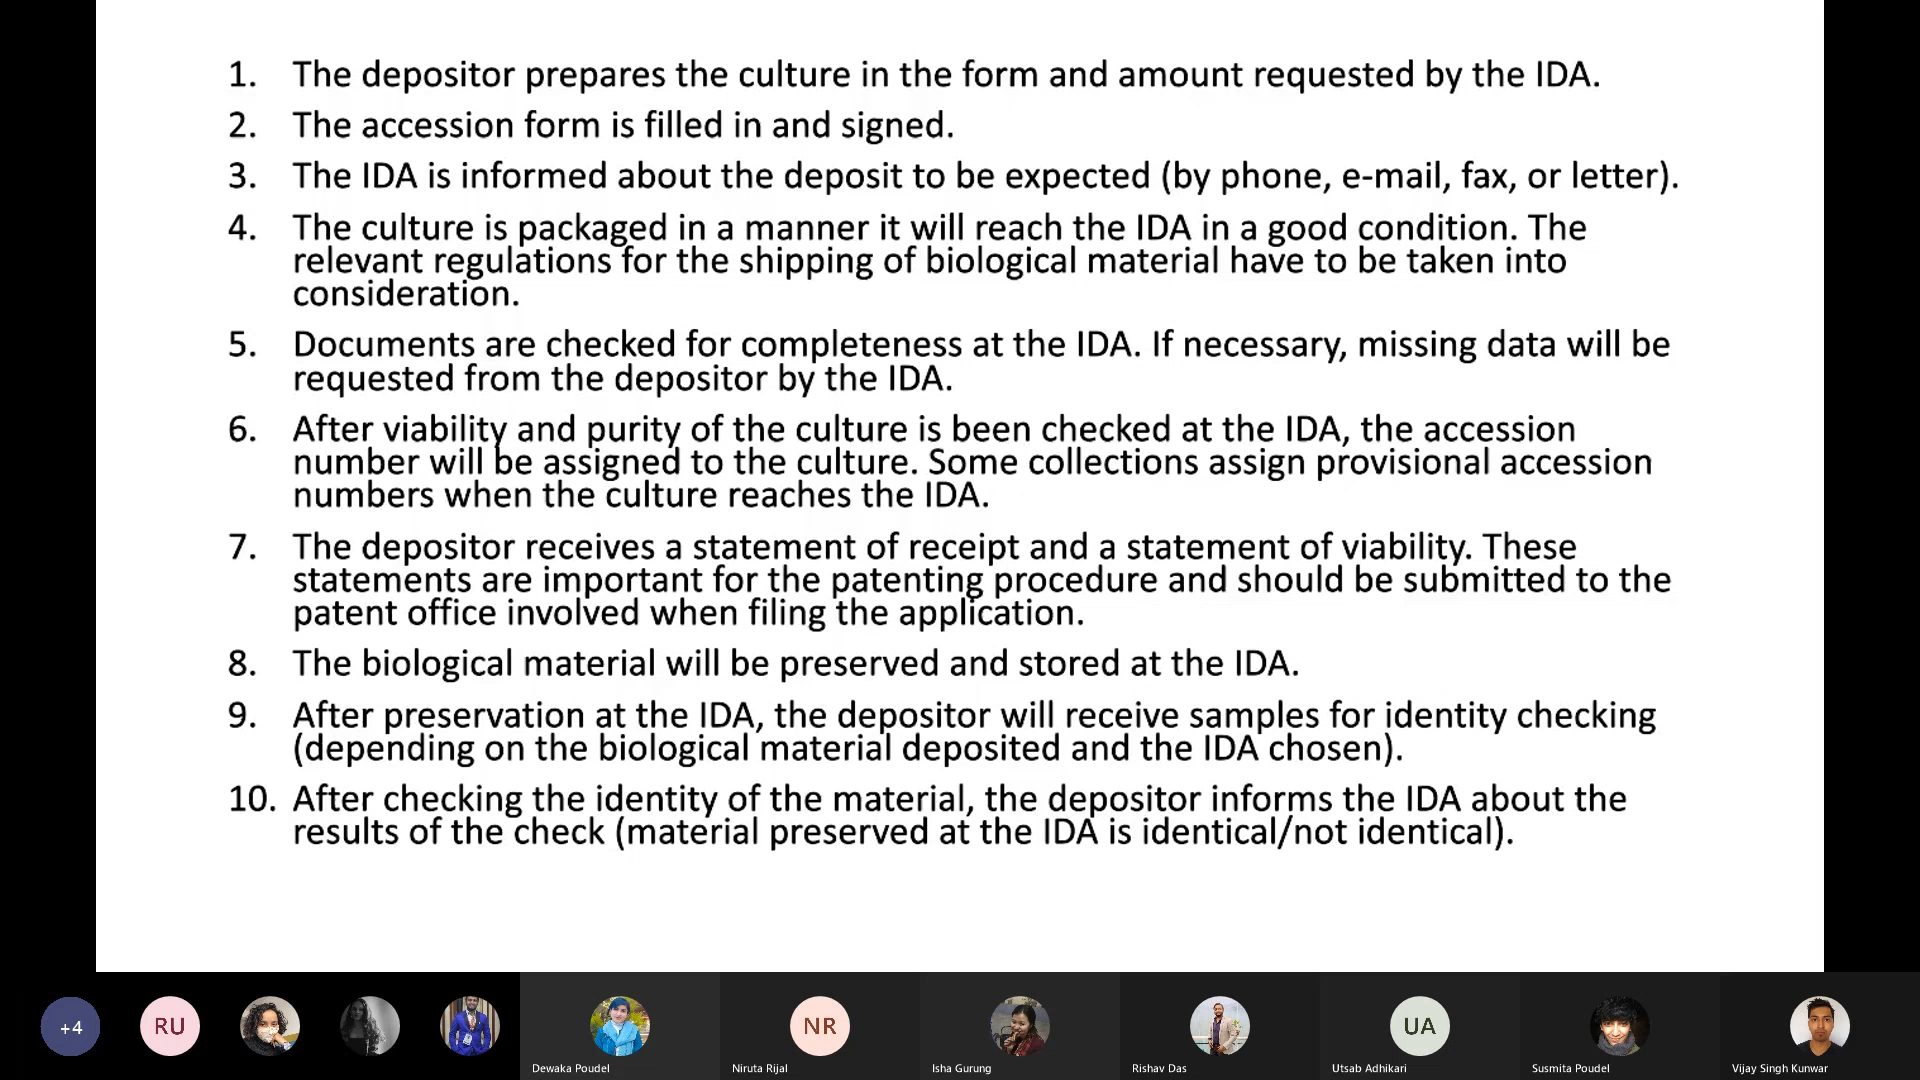 1. The depositor prepares the culture in the form and amount requested by the IDA.
2. The accession form is filled in and signed.
3. The IDA is informed about the deposit to be expected (by phone, e-mail, fax, or letter).
4. The culture is packaged in a manner it will reach the IDA in a good condition. The
relevant regulations for the shipping of biological material have to be taken into
consideration.
5. Documents are checked for completeness at the IDA. If necessary, missing data will be
requested from the depositor by the IDA.
6. After viability and purity of the culture is been checked at the IDA, the accession
number will be assigned to the culture. Some collections assign provisional accession
numbers when the culture reaches the IDA.
7. The depositor receives a statement of receipt and a statement of viability. These
statements are important for the patenting procedure and should be submitted to the
patent office involved when filing the application.
8. The biological material will be preserved and stored at the IDA.
9. After preservation at the IDA, the depositor will receive samples for identity checking
(depending on the biological material deposited and the IDA chosen).
10. After checking the identity of the material, the depositor informs the IDA about the
results of the check (material preserved at the IDA is identical/not identical).
+4 RU NR UA
Dewaka Poudel Niruta Rijal Isha Gurung Rishav Das Utsab Adhikari Susmita Poudel Vijay Singh Kunwar